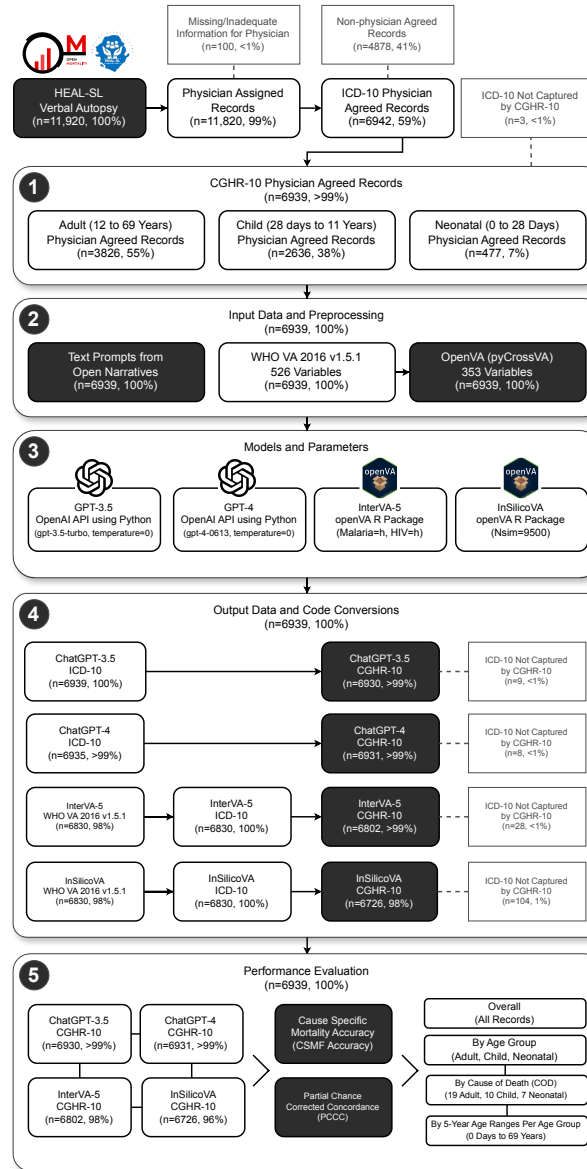 Missing/Inadequate
Information for Physician
(n=100, <1%)
Non-physician Agreed
Records
(n=4878, 41%)
OPEN
MORTALITY
HEAL-SL
Verbal Autopsy
(n=11,920, 100%)
Physician Assigned
Records
(n=11,820, 99%)
ICD-10 Physician
Agreed Records
(n=6942, 59%)
ICD-10 Not Captured
by CGHR-10
(n=3, <1%)
1
CGHR-10 Physician Agreed Records
(n=6939, >99%)
Adult (12 to 69 Years)
Physician Agreed Records
(n=3826, 55%)
Child (28 days to 11 Years)
Physician Agreed Records
(n=2636, 38%)
Neonatal (0 to 28 Days)
Physician Agreed Records
(n=477, 7%)
2
Input Data and Preprocessing
(n=6939, 100%)
Text Prompts from
Open Narratives
(n=6939, 100%)
WHO VA 2016 v1.5.1
526 Variables
(n=6939, 100%)
OpenVA (pyCrossVA)
353 Variables
(n=6939, 100%)
3
Models and Parameters
GPT-3.5
OpenAI API using Python
(gpt-3.5-turbo, temperature=0)
GPT-4
OpenAI API using Python
(gpt-4-0613, temperature=0)
openVA
InterVA-5
openVA R Package
(Malaria=h, HIV=h)
openVA
InSilicoVA
openVA R Package
(Nsim=9500)
4
Output Data and Code Conversions
(n=6939, 100%)
ChatGPT-3.5
ICD-10
(n=6939, 100%)
ChatGPT-3.5
CGHR-10
(n=6930, >99%)
ICD-10 Not Captured
by CGHR-10
(n=9, <1%)
ChatGPT-4
ICD-10
(n=6935, >99%)
ChatGPT-4
CGHR-10
(n=6931, >99%)
ICD-10 Not Captured
by CGHR-10
(n=8, <1%)
InterVA-5
WHO VA 2016 v1.5.1
(n=6830, 98%)
InterVA-5
ICD-10
(n=6830, 100%)
InterVA-5
CGHR-10
(n=6802, >99%)
ICD-10 Not Captured
by CGHR-10
(n=28, <1%)
InSilicoVA
WHO VA 2016 v1.5.1
(n=6830, 98%)
InSilicoVA
ICD-10
(n=6830, 100%)
InSilicoVA
CGHR-10
(n=6726, 98%)
ICD-10 Not Captured
by CGHR-10
(n=104, 1%)
5
Performance Evaluation
(n=6939, 100%)
ChatGPT-3.5
CGHR-10
(n=6930, >99%)
ChatGPT-4
CGHR-10
(n=6931, >99%)
InterVA-5
CGHR-10
(n=6802, 98%)
InSilicoVA
CGHR-10
(n=6726, 96%)
Cause Specific
Mortality Accuracy
(CSMF Accuracy)
Partial Chance
Corrected Concordance
(PCCC)
Overall
(All Records)
By Age Group
(Adult, Child, Neonatal)
By Cause of Death (COD)
(19 Adult, 10 Child, 7 Neonatal)
By 5-Year Age Ranges Per Age Group
(0 Days to 69 Years)